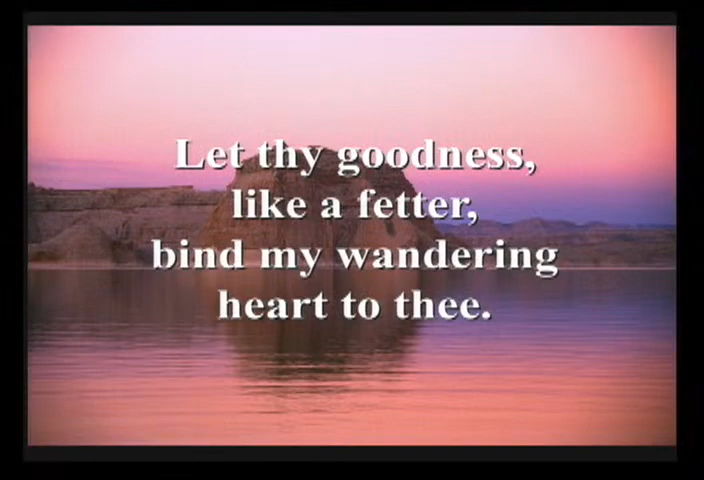 Let thy goodness,
like a fetter,
bind my wandering
heart to thee.